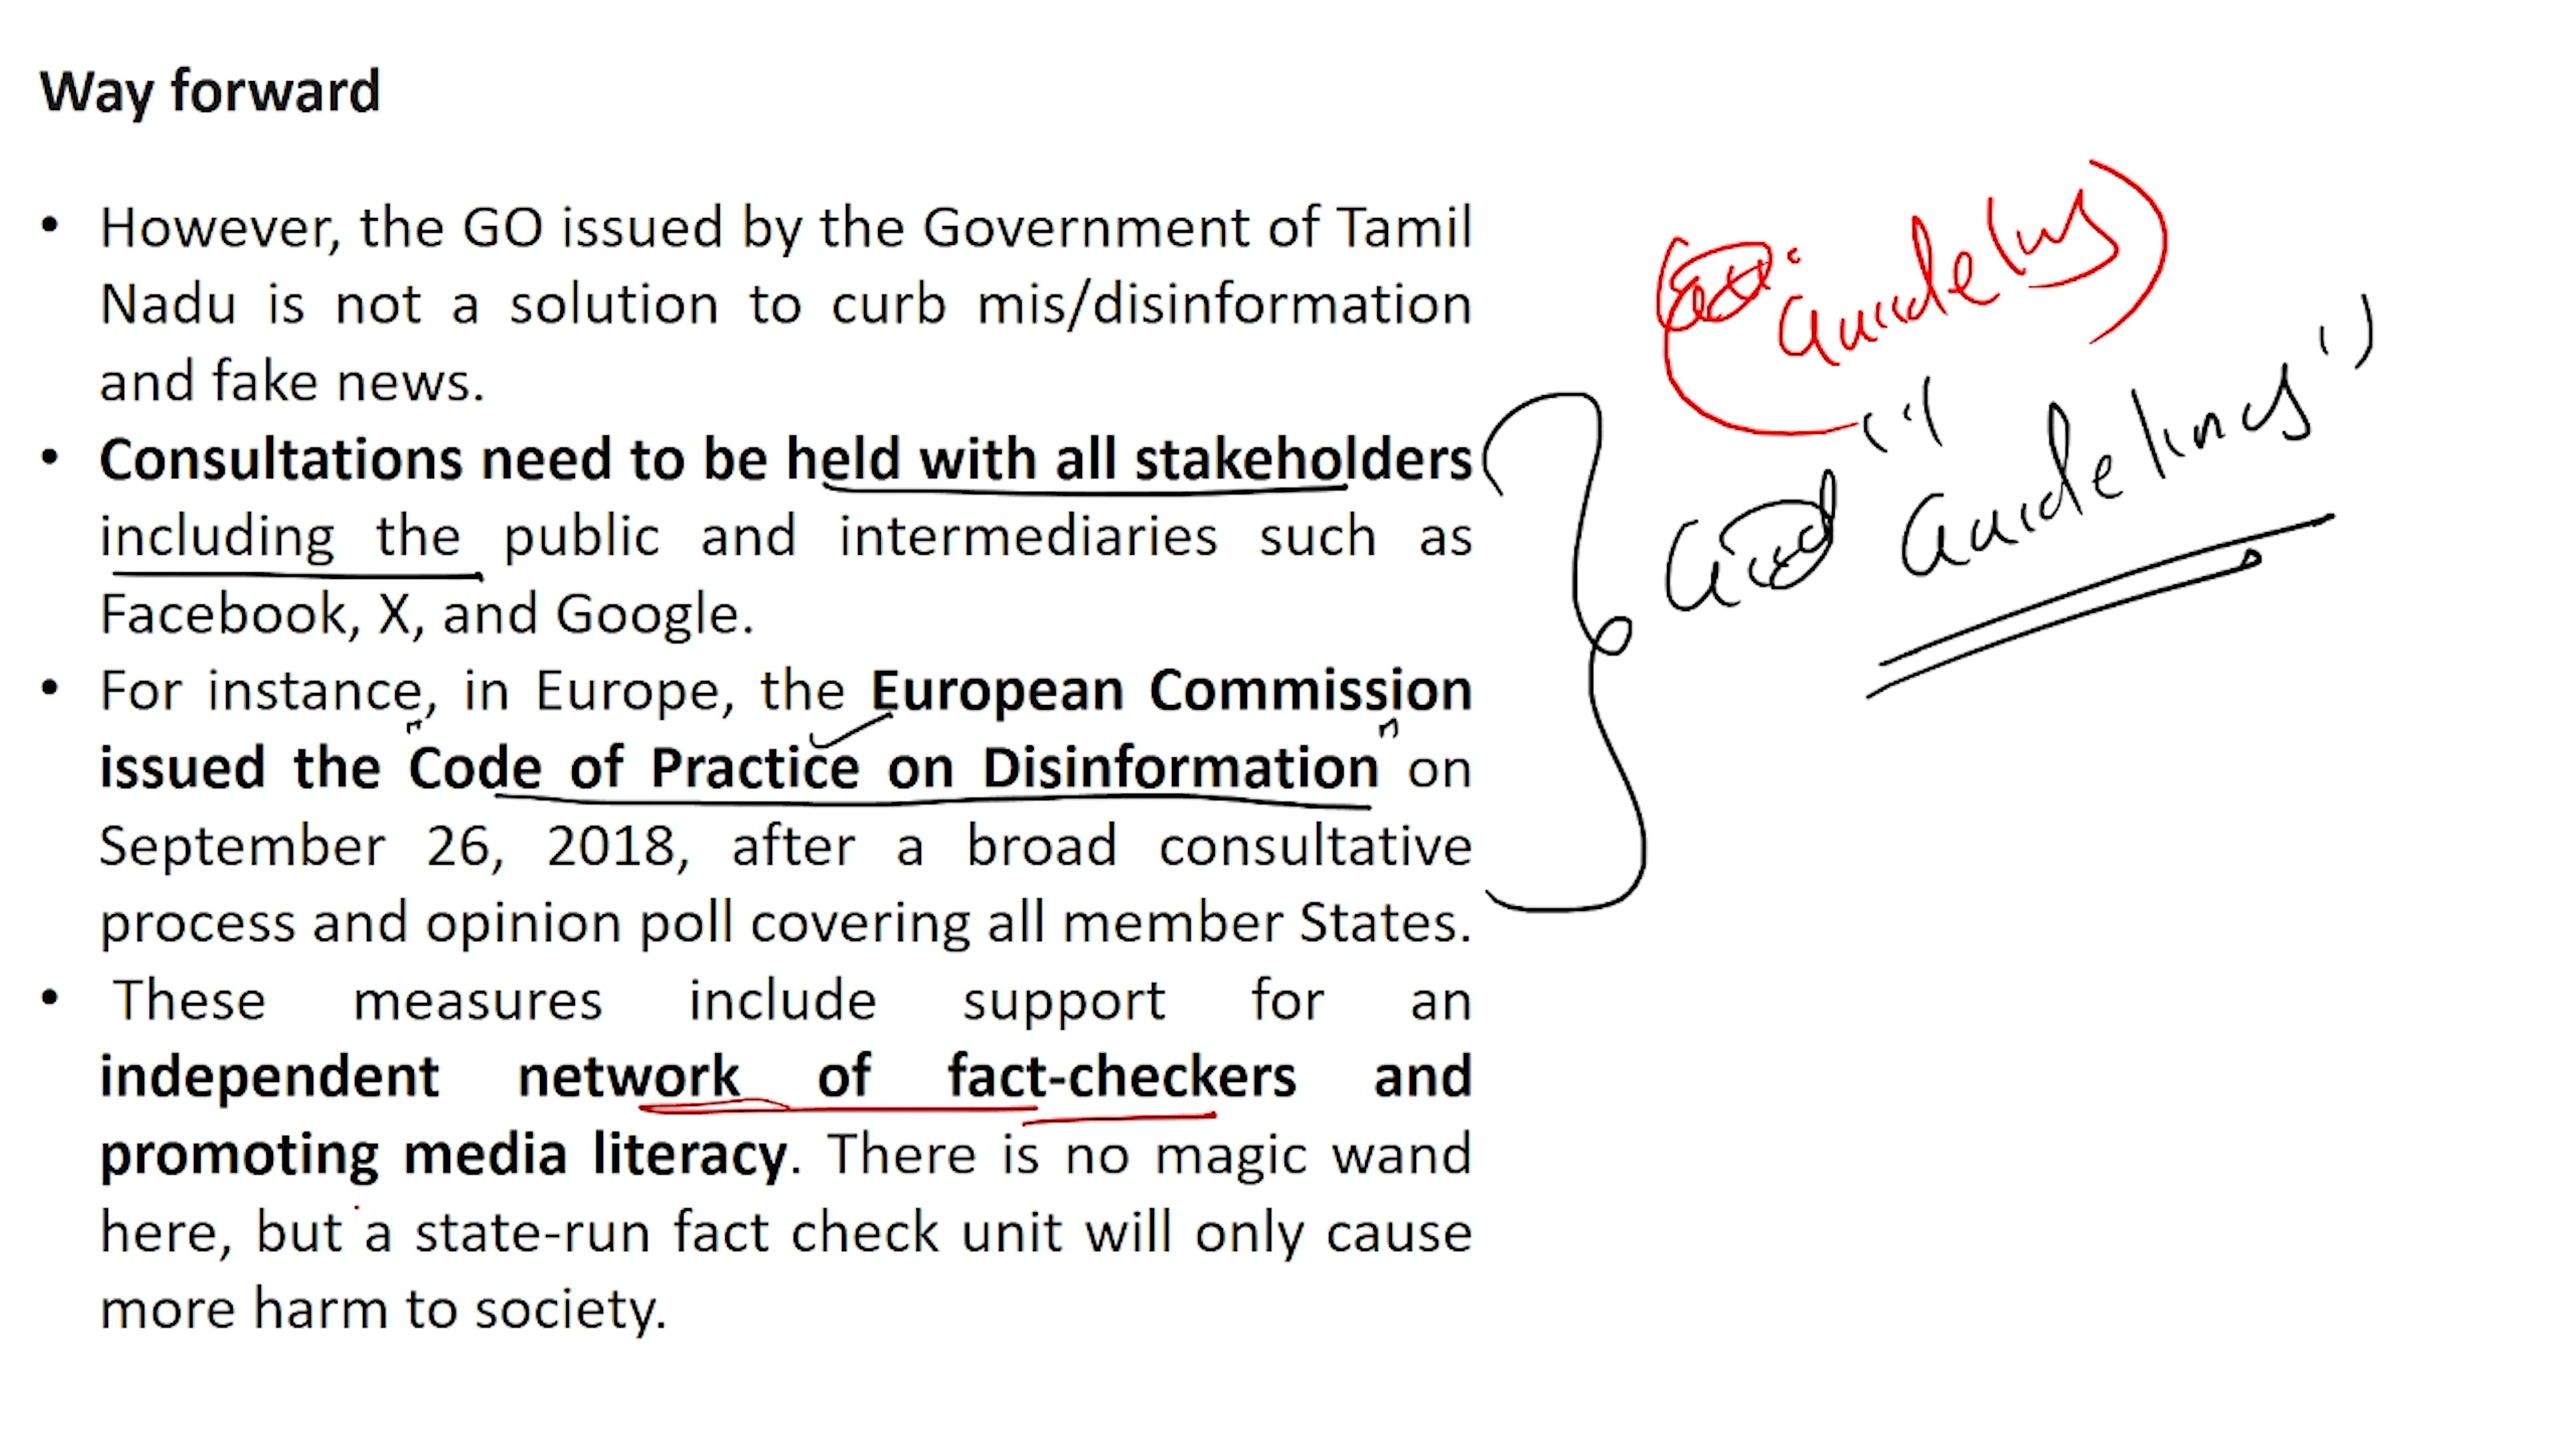 Way forward
• However, the GO issued by the Government of Tamil
Nadu is not a solution to curb mis/disinformation
and fake news.
• Consultations need to be held with all stakeholders
including the public and intermediaries such as
Facebook, X, and Google.
• For instance, in Europe, the European Commission
issued the "Code of Practice on Disinformation" on
September 26, 2018, after a broad consultative
process and opinion poll covering all member States.
• These measures include support for an
independent network of fact-checkers and
promoting media literacy. There is no magic wand
here, but a state-run fact check unit will only cause
more harm to society.
Guidelines
Guidelines